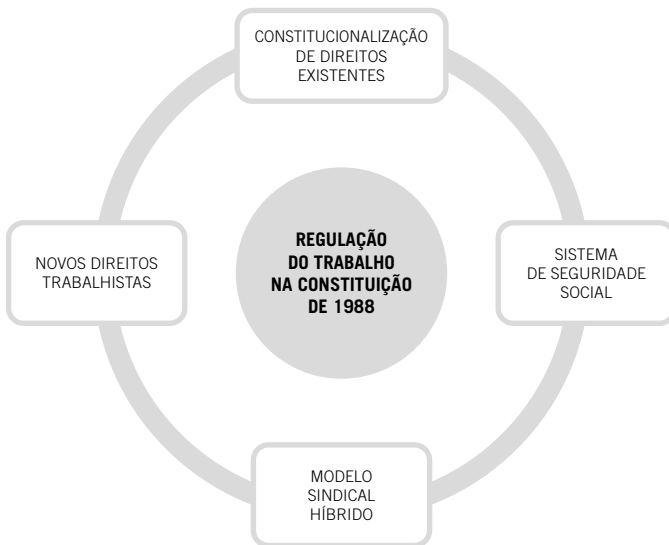 CONSTITUCIONALIZAÇÃO
DE DIREITOS
EXISTENTES
NOVOS DIREITOS
TRABALHISTAS
REGULAÇÃO
DO TRABALHO
NA CONSTITUIÇÃO
DE 1988
SISTEMA
DE SEGURIDADE
SOCIAL
MODELO
SINDICAL
HÍBRIDO